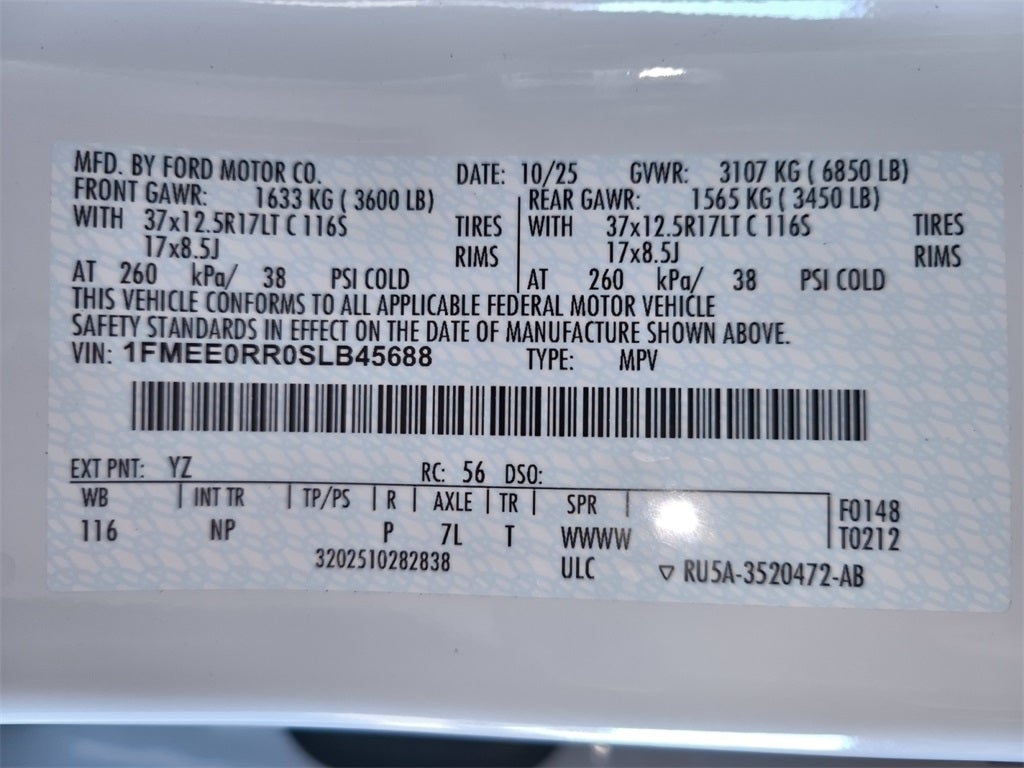 MFD. BY FORD MOTOR CO. DATE: 10/25 GVWR: 3107 KG ( 6850 LB)
FRONT GAWR: 1633 KG ( 3600 LB) REAR GAWR: 1565 KG ( 3450 LB)
WITH 37x12.5R17LT C 116S TIRES WITH 37x12.5R17LT C 116S TIRES
17x8.5J RIMS 17x8.5J RIMS
AT 260 kPa/ 38 PSI COLD AT 260 kPa/ 38 PSI COLD
THIS VEHICLE CONFORMS TO ALL APPLICABLE FEDERAL MOTOR VEHICLE
SAFETY STANDARDS IN EFFECT ON THE DATE OF MANUFACTURE SHOWN ABOVE.
VIN: 1FMEE0RR0SLB45688 TYPE: MPV
EXT PNT: YZ RC: 56 DSO:
WB | INT TR | TP/PS | R | AXLE | TR | SPR | F0148
116 NP P 7L T WWWW T0212
3202510282838 ULC ▽ RU5A-3520472-AB